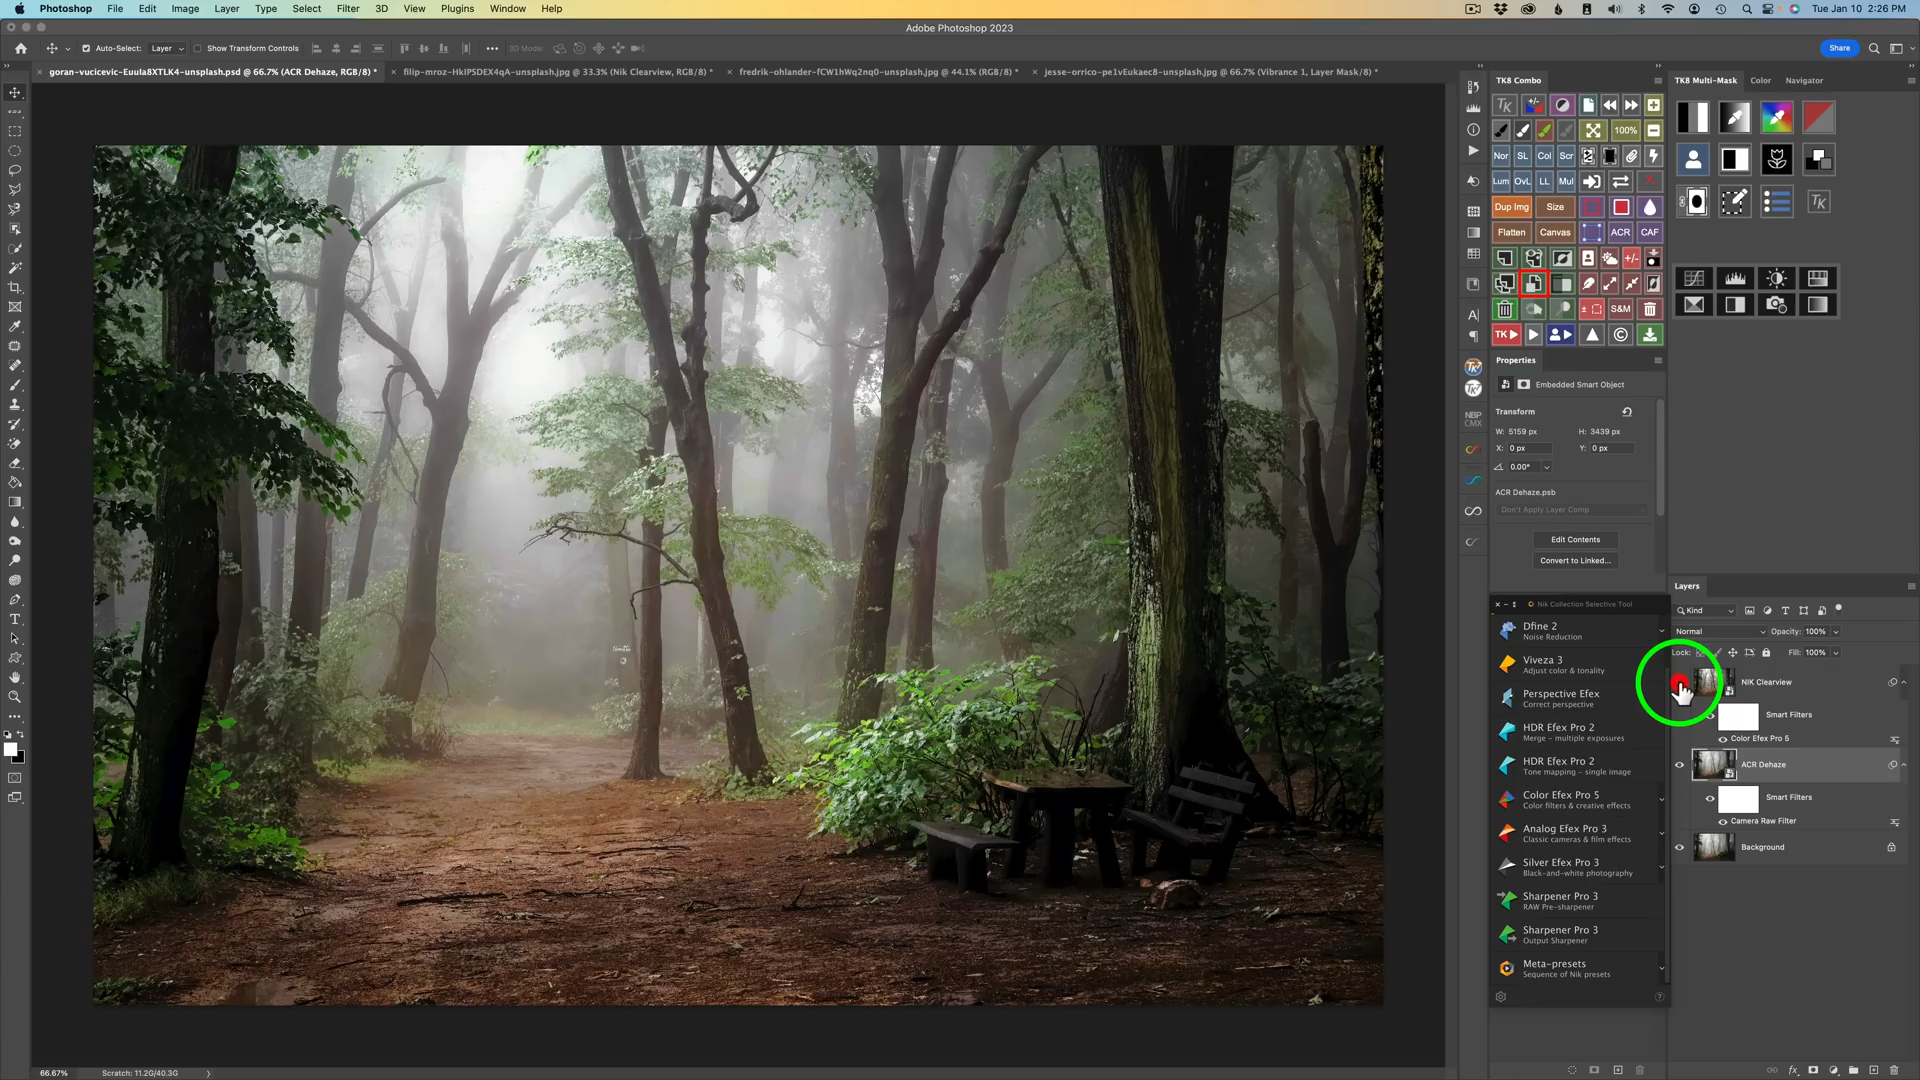 Photoshop File Edit Image Layer Type Select Filter 3D View Plugins Window Help
Tue Jan 10 2:26 PM
Adobe Photoshop 2023
Auto-Select: Layer Show Transform Controls 3D Mode: Share
goran-vucicevic-Euula8XTLK4-unsplash.psd @ 66.7% (ACR Dehaze, RGB/8) *
filip-mroz-HkIPSDEX4qA-unsplash.jpg @ 33.3% (Nik Clearview, RGB/8) *
fredrik-ohlander-fCW1hWq2nq0-unsplash.jpg @ 44.1% (RGB/8) *
jesse-orrico-pe1vEukaec8-unsplash.jpg @ 66.7% (Vibrance 1, Layer Mask/8) *
TK8 Combo
TK
100%
Nor SL Col Scr
Lum OvL LL Mul
Dup Img Size
Flatten Canvas ACR CAF
+/-
S&M
TK
TK8 Multi-Mask Color Navigator
TK
NBP
CMX
Properties
Embedded Smart Object
Transform
W: 5159 px H: 3439 px
X: 0 px Y: 0 px
0.00°
ACR Dehaze.psb
Don't Apply Layer Comp
Edit Contents
Convert to Linked...
Nik Collection Selective Tool
Dfine 2
Noise Reduction
Viveza 3
Adjust color & tonality
Perspective Efex
Correct perspective
HDR Efex Pro 2
Merge - multiple exposures
HDR Efex Pro 2
Tone mapping - single image
Color Efex Pro 5
Color filters & creative effects
Analog Efex Pro 3
Classic cameras & film effects
Silver Efex Pro 3
Black-and-white photography
Sharpener Pro 3
RAW Pre-sharpener
Sharpener Pro 3
Output Sharpener
Meta-presets
Sequence of Nik presets
Layers
Kind
Normal Opacity: 100%
Lock: Fill: 100%
NIK Clearview
Smart Filters
Color Efex Pro 5
ACR Dehaze
Smart Filters
Camera Raw Filter
Background
fx
66.67% Scratch: 11.2G/40.3G